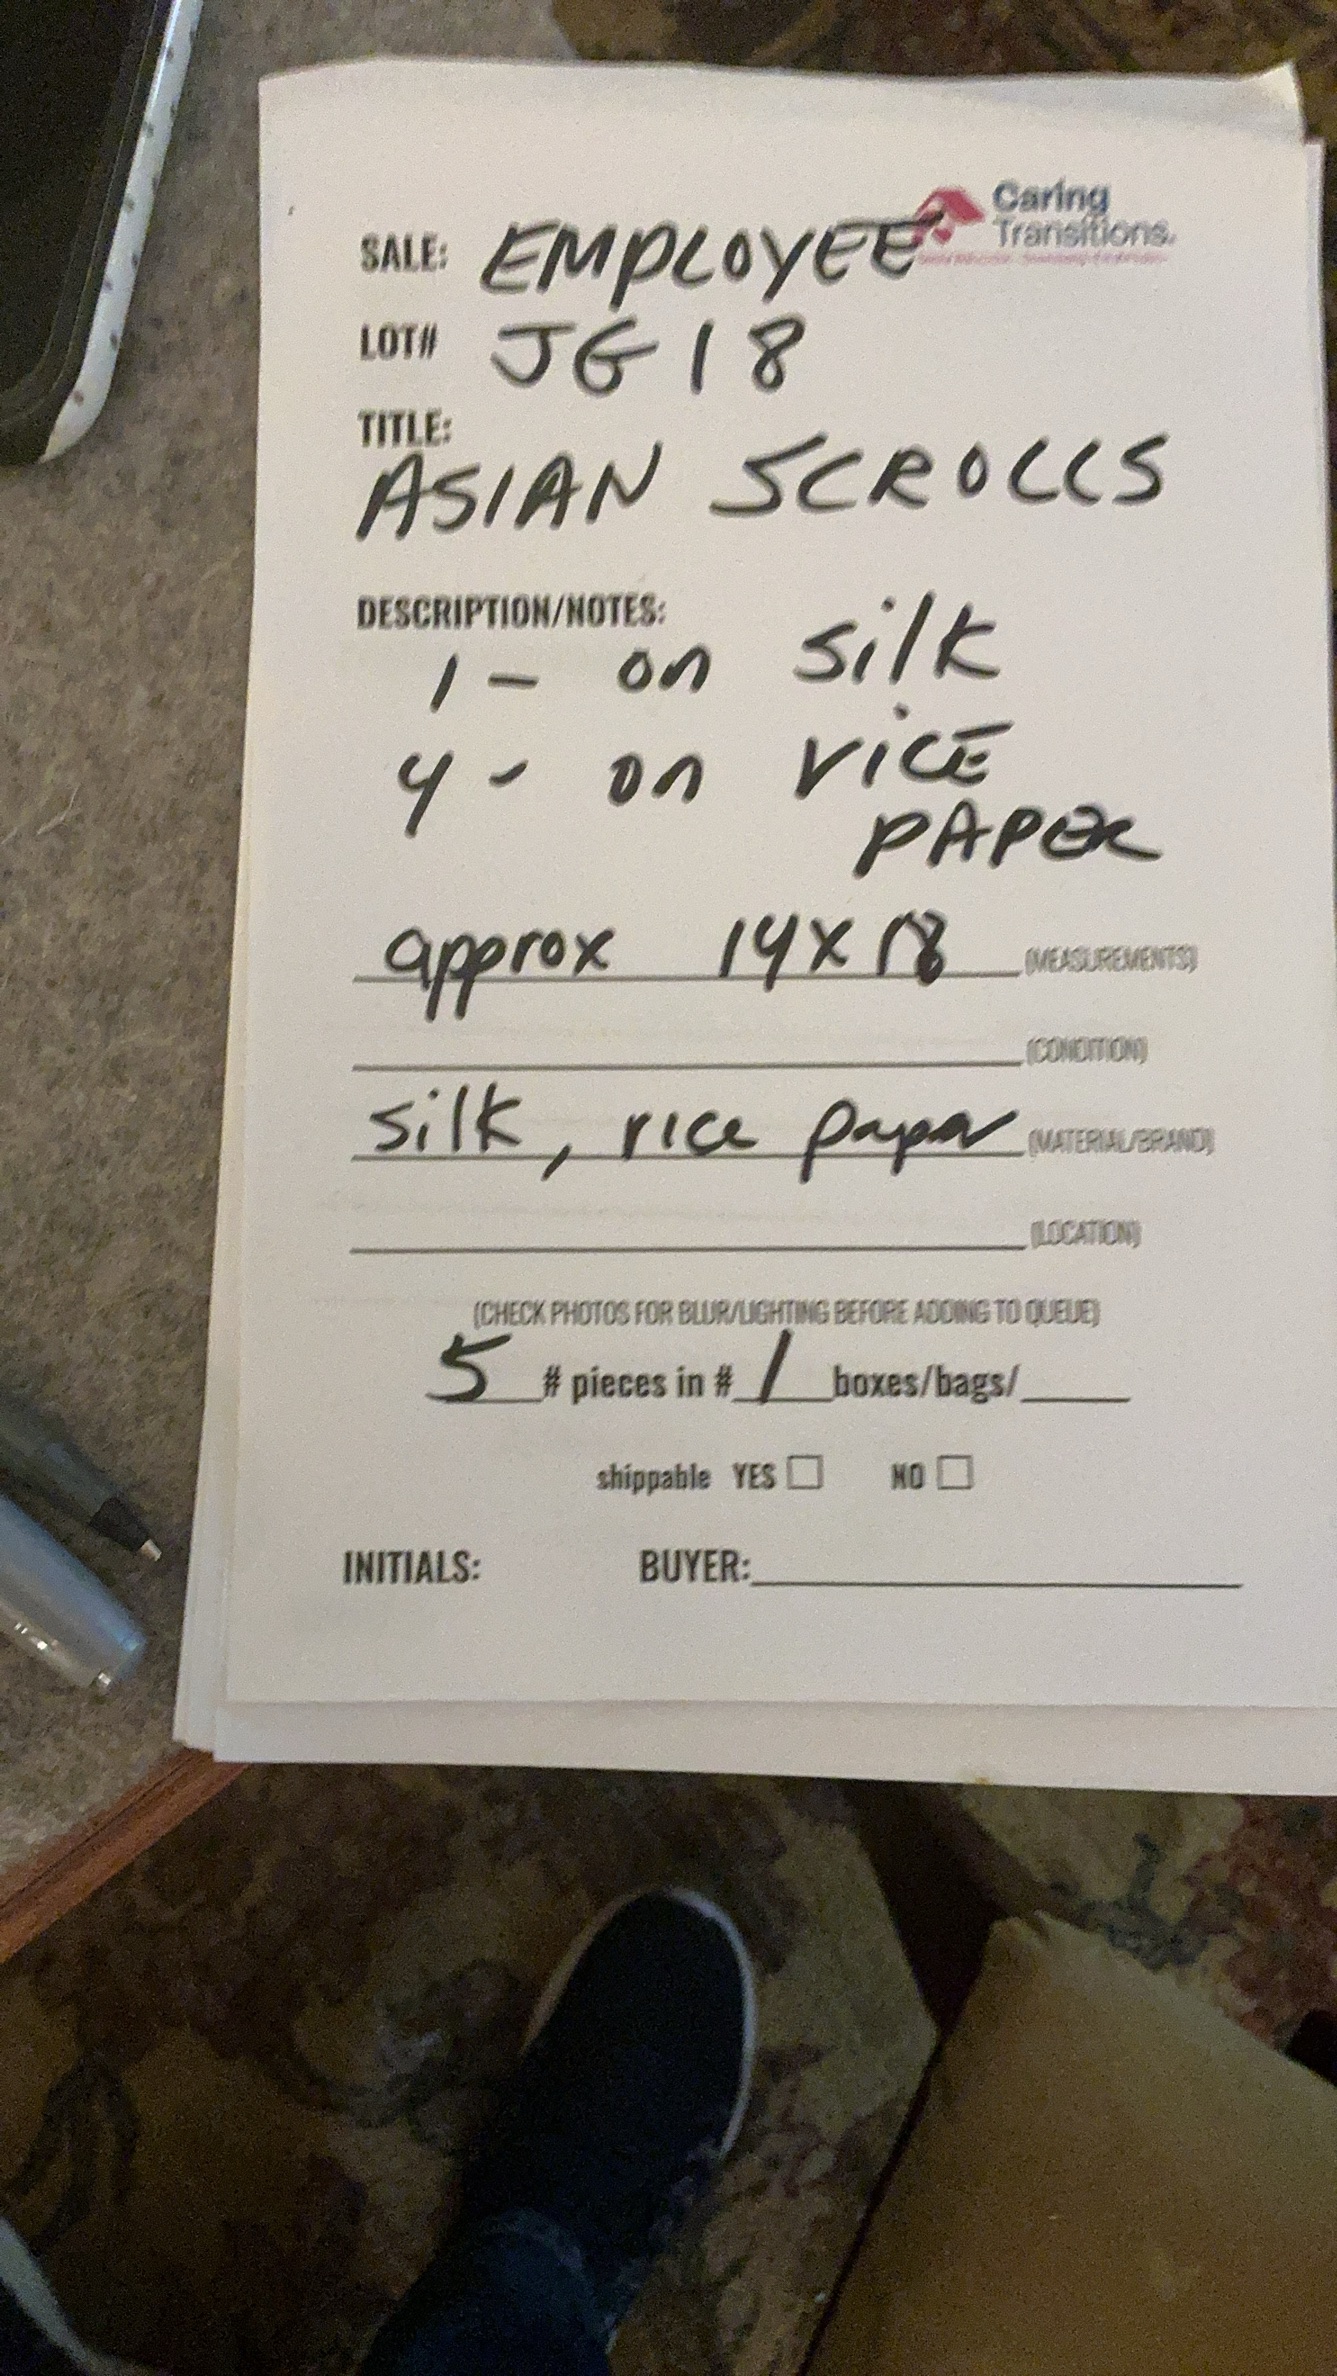 Caring
Transitions.
SALE: EMPLOYEE
LOT# JG18
TITLE:
ASIAN SCROLLS
DESCRIPTION/NOTES:
1 - on silk
4 - on rice
PAPER
approx 14x18 (MEASUREMENTS)
(CONDITION)
silk, rice paper (MATERIAL/BRAND)
(LOCATION)
(CHECK PHOTOS FOR BLUR/LIGHTING BEFORE ADDING TO QUEUE)
5 # pieces in # 1 boxes/bags/
shippable YES NO
INITIALS: BUYER: